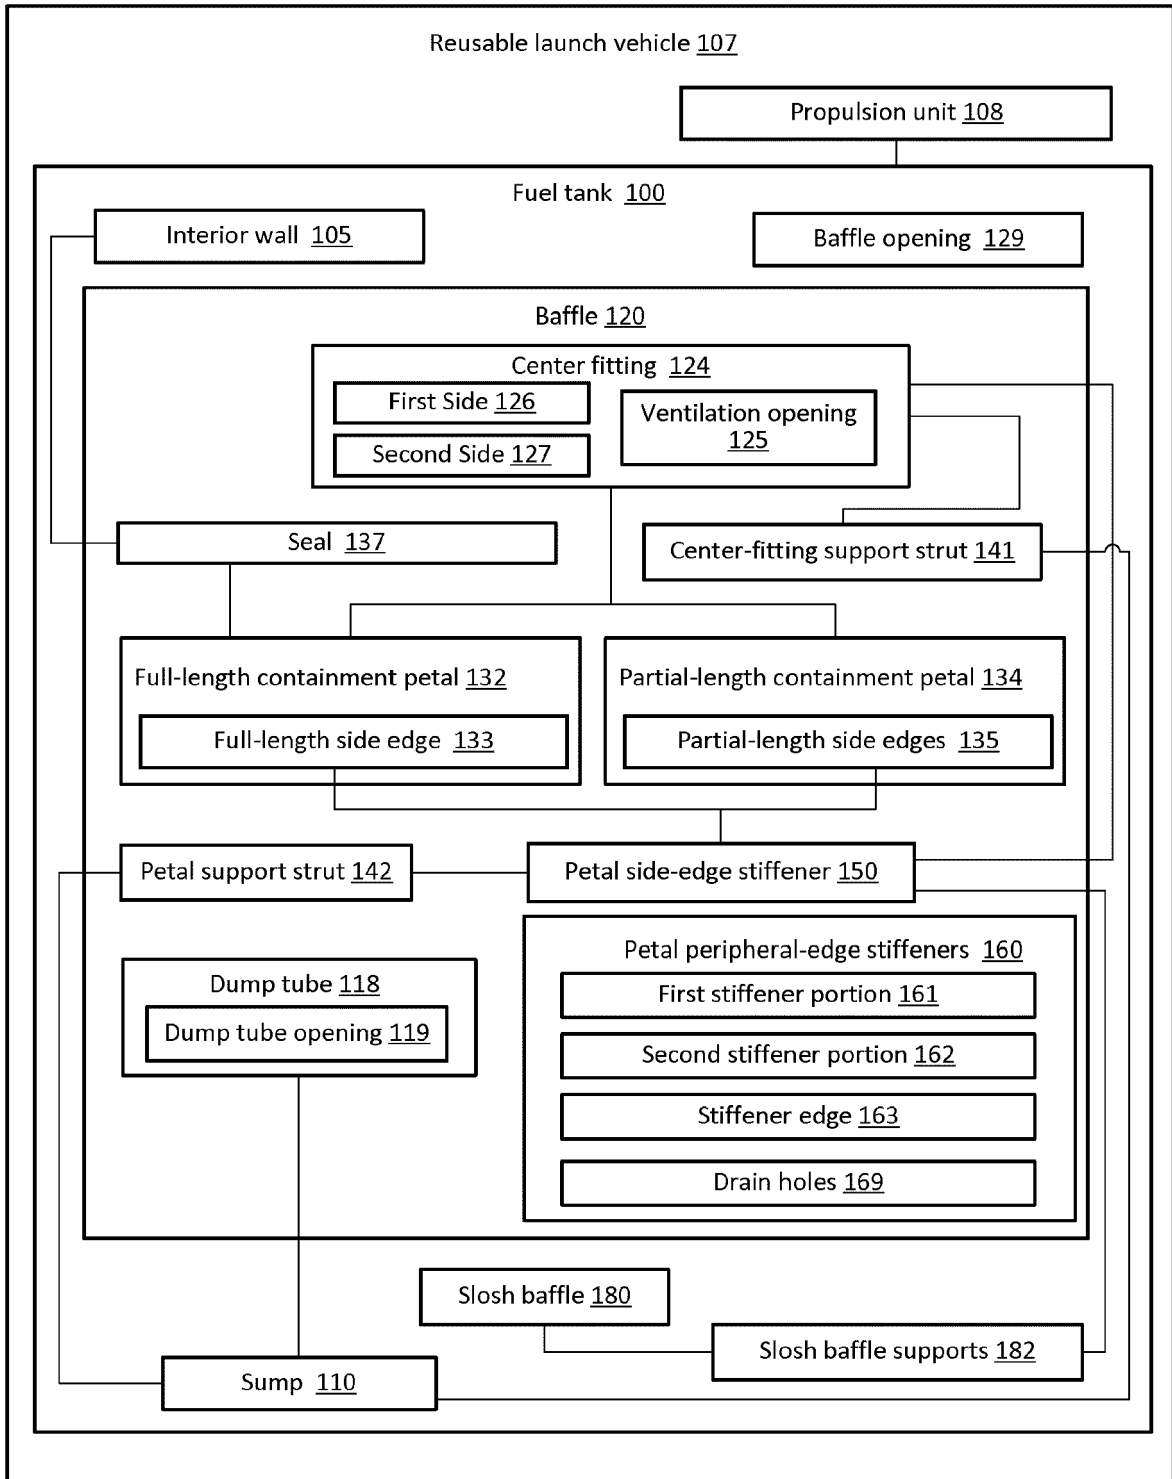 Reusable launch vehicle 107
Propulsion unit 108
Fuel tank 100
Interior wall 105
Baffle opening 129
Baffle 120
Center fitting 124
First Side 126
Second Side 127
Ventilation opening
125
Seal 137
Center-fitting support strut 141
Full-length containment petal 132
Partial-length containment petal 134
Full-length side edge 133
Partial-length side edges 135
Petal support strut 142
Petal side-edge stiffener 150
Petal peripheral-edge stiffeners 160
First stiffener portion 161
Second stiffener portion 162
Stiffener edge 163
Drain holes 169
Dump tube 118
Dump tube opening 119
Slosh baffle 180
Slosh baffle supports 182
Sump 110